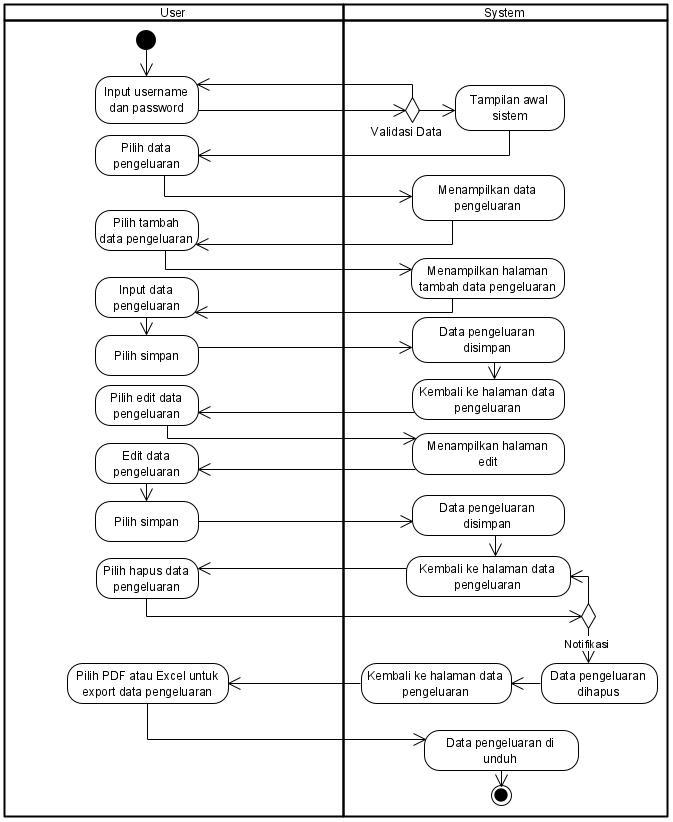 User
System
Input username
dan password
Validasi Data
Tampilan awal
sistem
Pilih data
pengeluaran
Menampilkan data
pengeluaran
Pilih tambah
data pengeluaran
Menampilkan halaman
tambah data pengeluaran
Input data
pengeluaran
Pilih simpan
Data pengeluaran
disimpan
Kembali ke halaman data
pengeluaran
Pilih edit data
pengeluaran
Menampilkan halaman
edit
Edit data
pengeluaran
Pilih simpan
Data pengeluaran
disimpan
Kembali ke halaman data
pengeluaran
Pilih hapus data
pengeluaran
Notifikasi
Data pengeluaran
dihapus
Kembali ke halaman data
pengeluaran
Pilih PDF atau Excel untuk
export data pengeluaran
Data pengeluaran di
unduh